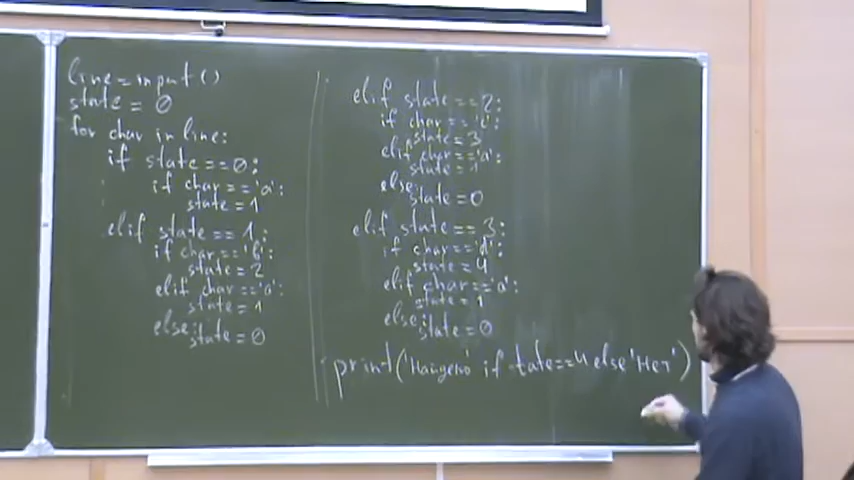 line=input()
state=0
for char in line:
if state==0:
if char=='a':
state=1
elif state==1:
if char=='b':
state=2
elif char=='a':
state=1
else:
state=0
elif state==2:
if char=='c':
state=3
elif char=='a':
state=1
else:
state=0
elif state==3:
if char=='d':
state=4
elif char=='a':
state=1
else:
state=0
print('Найдено' if state==4 else 'Нет')